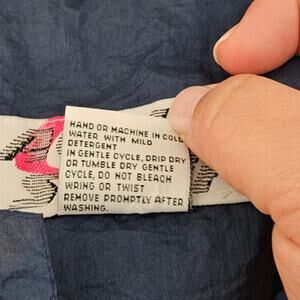 HAND OR MACHINE IN COLD
WATER WITH MILD
DETERGENT
IN GENTLE CYCLE, DRIP DRY
OR TUMBLE DRY GENTLE
CYCLE, DO NOT BLEACH
WRING OR TWIST
REMOVE PROMPTLY AFTER
WASHING.